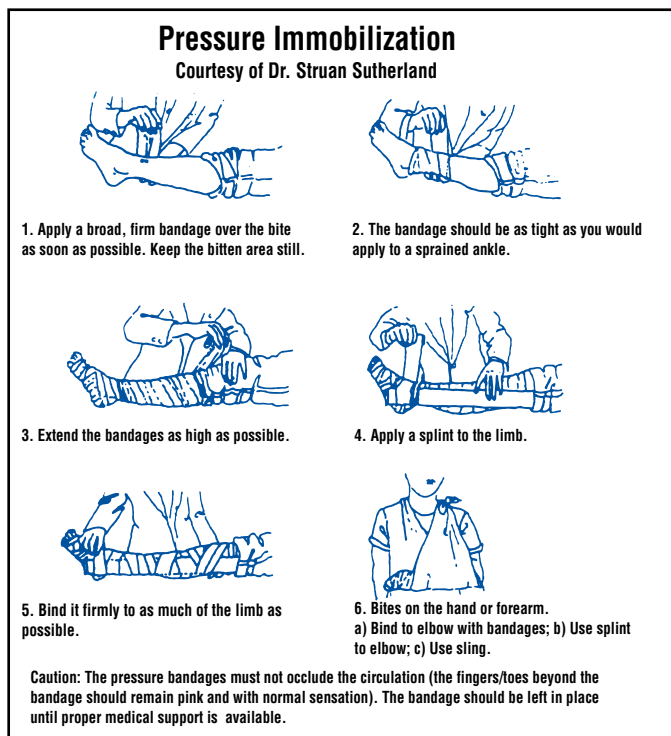 Pressure Immobilization
Courtesy of Dr. Struan Sutherland
1. Apply a broad, firm bandage over the bite
as soon as possible. Keep the bitten area still.
2. The bandage should be as tight as you would
apply to a sprained ankle.
3. Extend the bandages as high as possible.
4. Apply a splint to the limb.
5. Bind it firmly to as much of the limb as
possible.
6. Bites on the hand or forearm.
a) Bind to elbow with bandages; b) Use splint
to elbow; c) Use sling.
Caution: The pressure bandages must not occlude the circulation (the fingers/toes beyond the
bandage should remain pink and with normal sensation). The bandage should be left in place
until proper medical support is available.